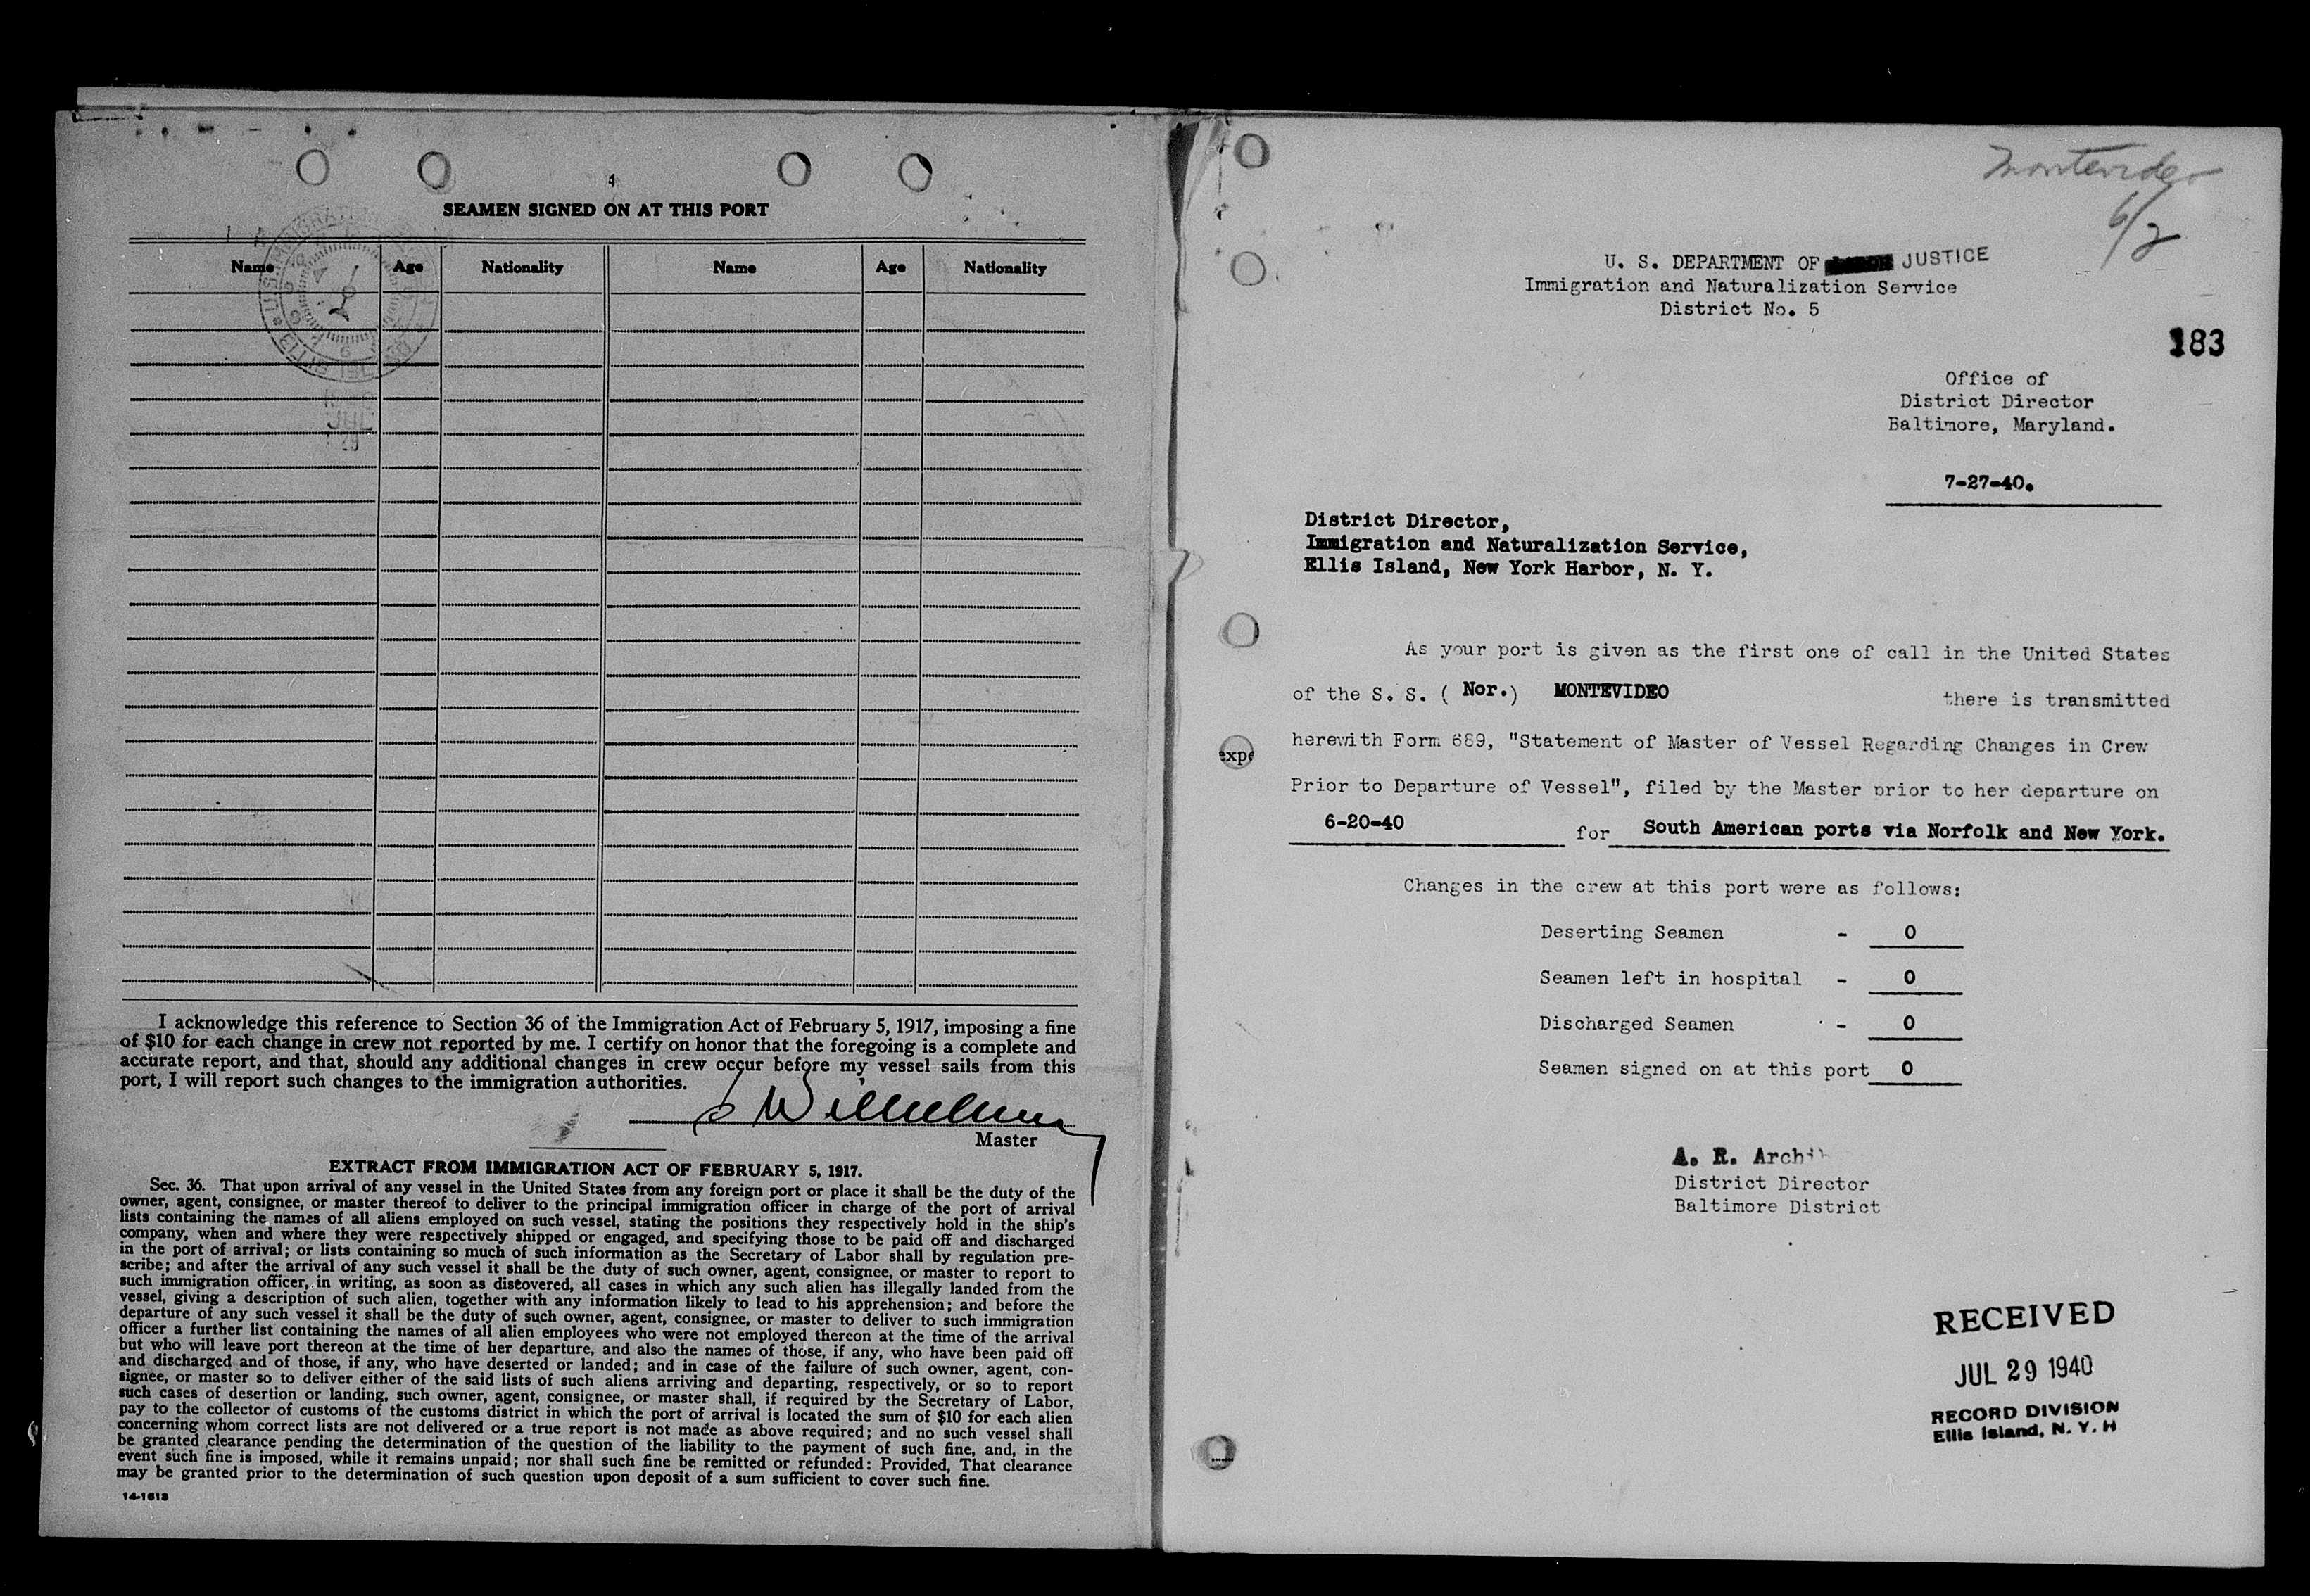 4
SEAMEN SIGNED ON AT THIS PORT
Name Age Nationality Name Age Nationality
I acknowledge this reference to Section 36 of the Immigration Act of February 5, 1917, imposing a fine
of $10 for each change in crew not reported by me. I certify on honor that the foregoing is a complete and
accurate report, and that, should any additional changes in crew occur before my vessel sails from this
port, I will report such changes to the immigration authorities.
Master
EXTRACT FROM IMMIGRATION ACT OF FEBRUARY 5, 1917.
Sec. 36. That upon arrival of any vessel in the United States from any foreign port or place it shall be the duty of the
owner, agent, consignee, or master thereof to deliver to the principal immigration officer in charge of the port of arrival
lists containing the names of all aliens employed on such vessel, stating the positions they respectively hold in the ship's
company, when and where they were respectively shipped or engaged, and specifying those to be paid off and discharged
in the port of arrival; or lists containing so much of such information as the Secretary of Labor shall by regulation pre-
scribe; and after the arrival of any such vessel it shall be the duty of such owner, agent, consignee, or master to report to
such immigration officer, in writing, as soon as discovered, all cases in which any such alien has illegally landed from the
vessel, giving a description of such alien, together with any information likely to lead to his apprehension; and before the
departure of any such vessel it shall be the duty of such owner, agent, consignee, or master to deliver to such immigration
officer a further list containing the names of all alien employees who were not employed thereon at the time of the arrival
but who will leave port thereon at the time of her departure, and also the names of those, if any, who have been paid off
and discharged and of those, if any, who have deserted or landed; and in case of the failure of such owner, agent, con-
signee, or master so to deliver either of the said lists of such aliens arriving and departing, respectively, or so to report
such cases of desertion or landing, such owner, agent, consignee, or master shall, if required by the Secretary of Labor,
pay to the collector of customs of the customs district in which the port of arrival is located the sum of $10 for each alien
concerning whom correct lists are not delivered or a true report is not made as above required; and no such vessel shall
be granted clearance pending the determination of the question of the liability to the payment of such fine, and, in the
event such fine is imposed, while it remains unpaid; nor shall such fine be remitted or refunded: Provided, That clearance
may be granted prior to the determination of such question upon deposit of a sum sufficient to cover such fine.
14-1613
Montevideo
6/2
U. S. DEPARTMENT OF JUSTICE
Immigration and Naturalization Service
District No. 5
183
Office of
District Director
Baltimore, Maryland.
7-27-40.
District Director,
Immigration and Naturalization Service,
Ellis Island, New York Harbor, N. Y.
As your port is given as the first one of call in the United States
of the S. S. ( Nor.) MONTEVIDEO there is transmitted
herewith Form 689, "Statement of Master of Vessel Regarding Changes in Crew
expe
Prior to Departure of Vessel", filed by the Master prior to her departure on
6-20-40 for South American ports via Norfolk and New York.
Changes in the crew at this port were as follows:
Deserting Seamen - 0
Seamen left in hospital - 0
Discharged Seamen - 0
Seamen signed on at this port 0
A. R. Archi
District Director
Baltimore District
RECEIVED
JUL 29 1940
RECORD DIVISION
Ellis Island, N. Y. H